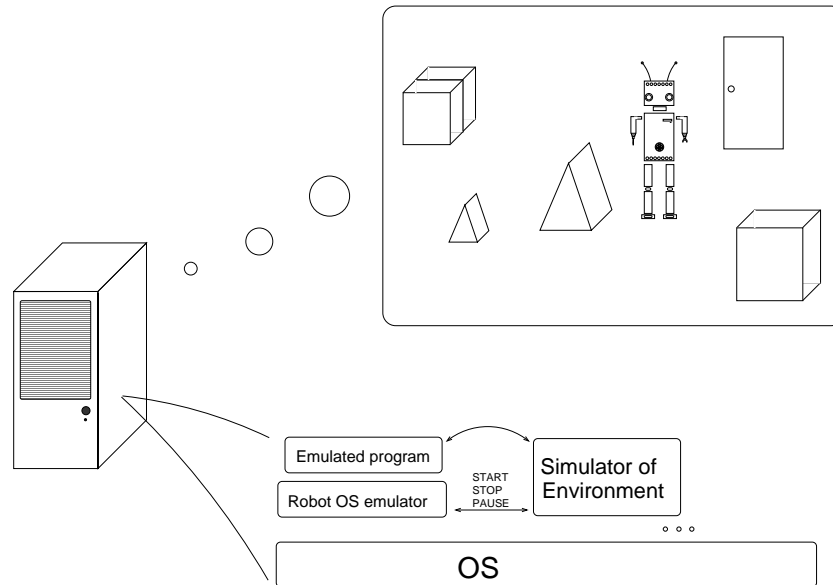 Emulated program
Robot OS emulator
START
STOP
PAUSE
Simulator of
Environment
OS